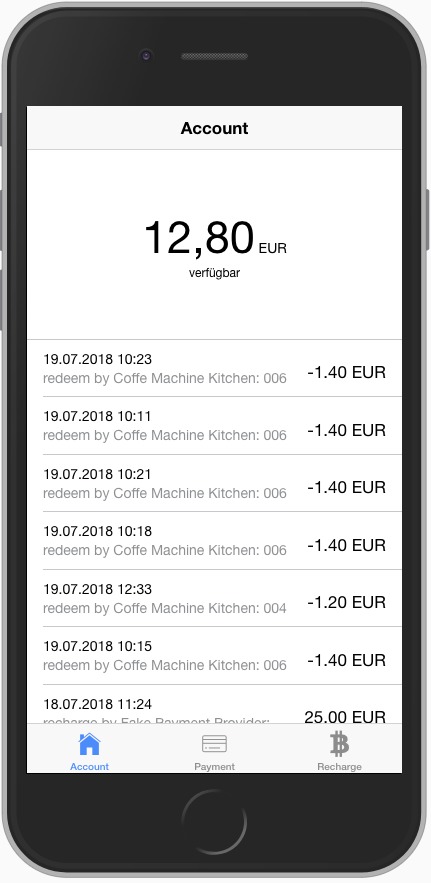 Account
12,80 EUR
verfügbar
19.07.2018 10:23
redeem by Coffe Machine Kitchen: 006
-1.40 EUR
19.07.2018 10:11
redeem by Coffe Machine Kitchen: 006
-1.40 EUR
19.07.2018 10:21
redeem by Coffe Machine Kitchen: 006
-1.40 EUR
19.07.2018 10:18
redeem by Coffe Machine Kitchen: 006
-1.40 EUR
19.07.2018 12:33
redeem by Coffe Machine Kitchen: 004
-1.20 EUR
19.07.2018 10:15
redeem by Coffe Machine Kitchen: 006
-1.40 EUR
18.07.2018 11:24
recharge by Fake Payment Provider:
25.00 EUR
Account
Payment
Recharge